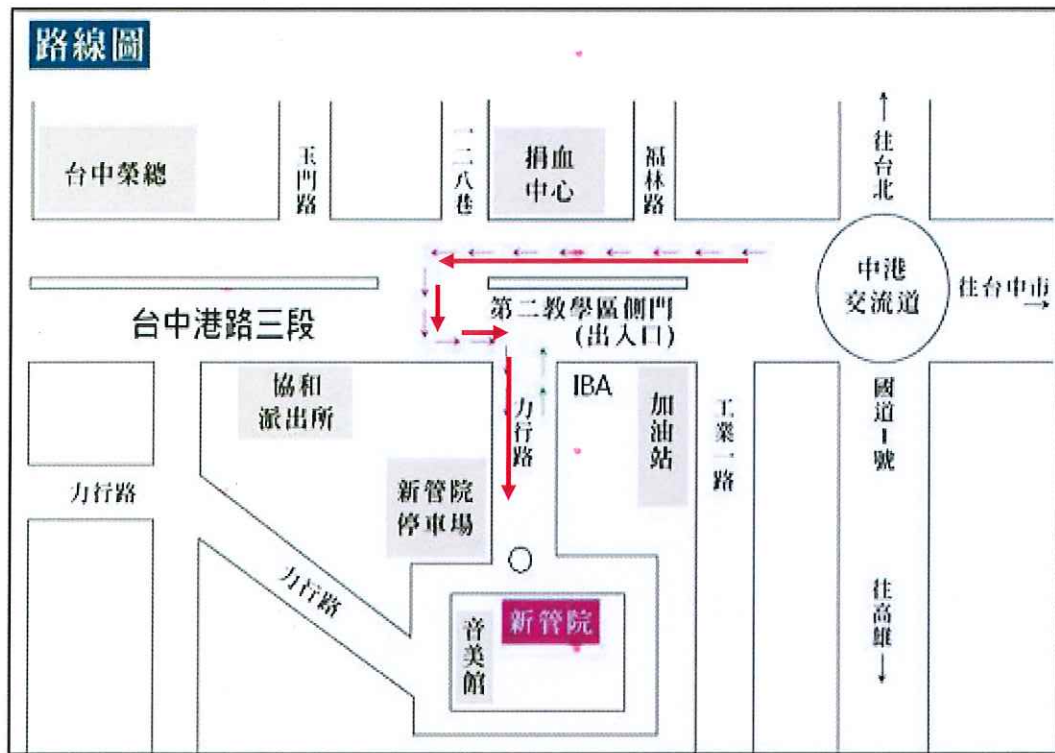 路線圖
台中榮總
玉門路
一二八巷
捐血
中心
福林路
往台北
中港
交流道
往台中市
台中港路三段
第二教學區側門
(出入口)
協和
派出所
力行路
IBA
加油站
工業一路
國道1號
力行路
新管院
停車場
力行路
音美館
新管院
往高雄